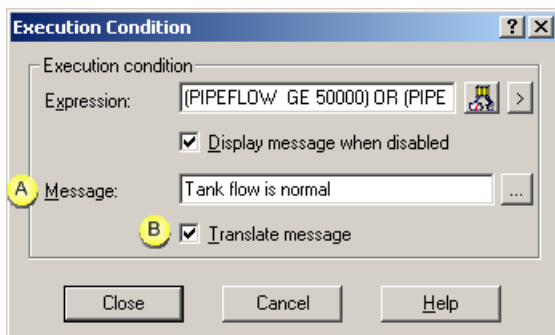 Execution Condition
Execution condition
Expression: (PIPEFLOW GE 50000) OR (PIPE >
Display message when disabled
A Message: Tank flow is normal ...
B Translate message
Close Cancel Help